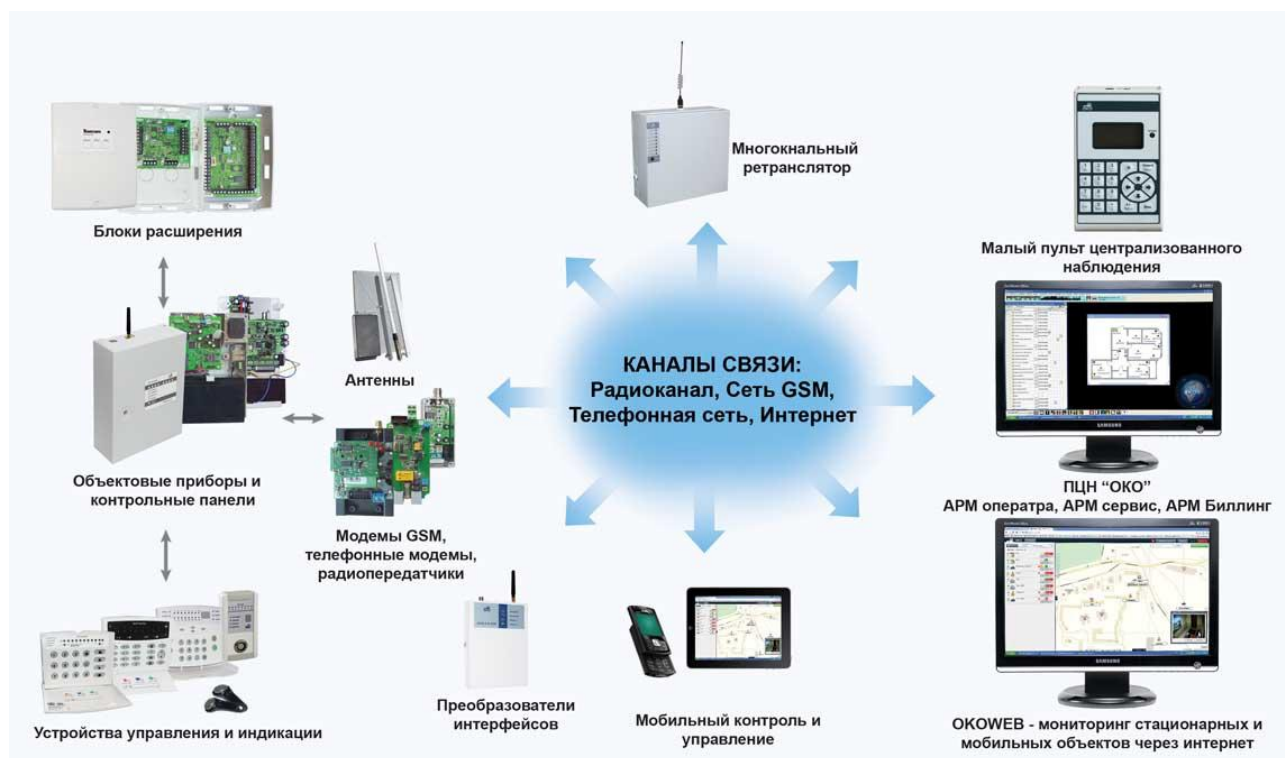 Многокнальный
ретранслятор
Блоки расширения
Малый пульт централизованного
наблюдения
Антенны
КАНАЛЫ СВЯЗИ:
Радиоканал, Сеть GSM,
Телефонная сеть, Интернет
SAMSUNG
Объектовые приборы и
контрольные панели
ПЦН “ОКО”
АРМ оператра, АРМ сервис, АРМ Биллинг
Модемы GSM,
телефонные модемы,
радиопередатчики
SAMSUNG
Преобразователи
интерфейсов
Мобильный контроль и
управление
Устройства управления и индикации
OKOWEB - мониторинг стационарных и
мобильных объектов через интернет